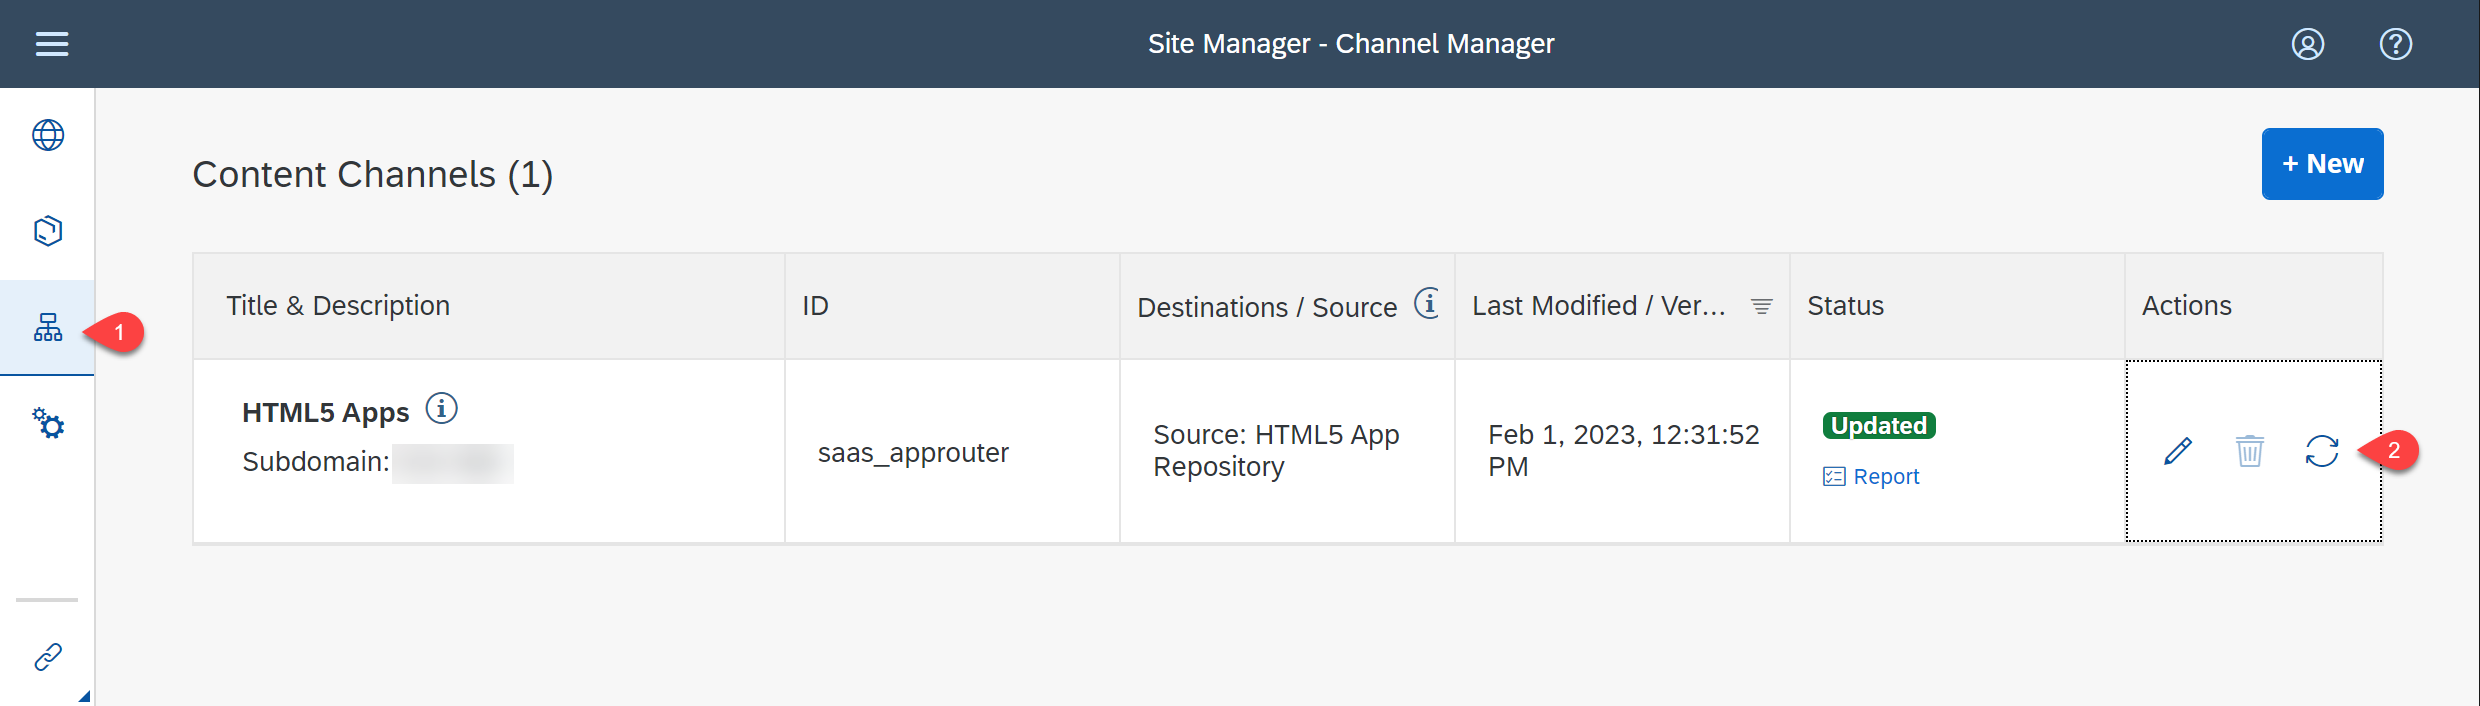 Site Manager - Channel Manager
Content Channels (1)
+ New
Title & Description
ID
Destinations / Source
Last Modified / Ver...
Status
Actions
1
HTML5 Apps
Subdomain:
saas_approuter
Source: HTML5 App
Repository
Feb 1, 2023, 12:31:52
PM
Updated
Report
2